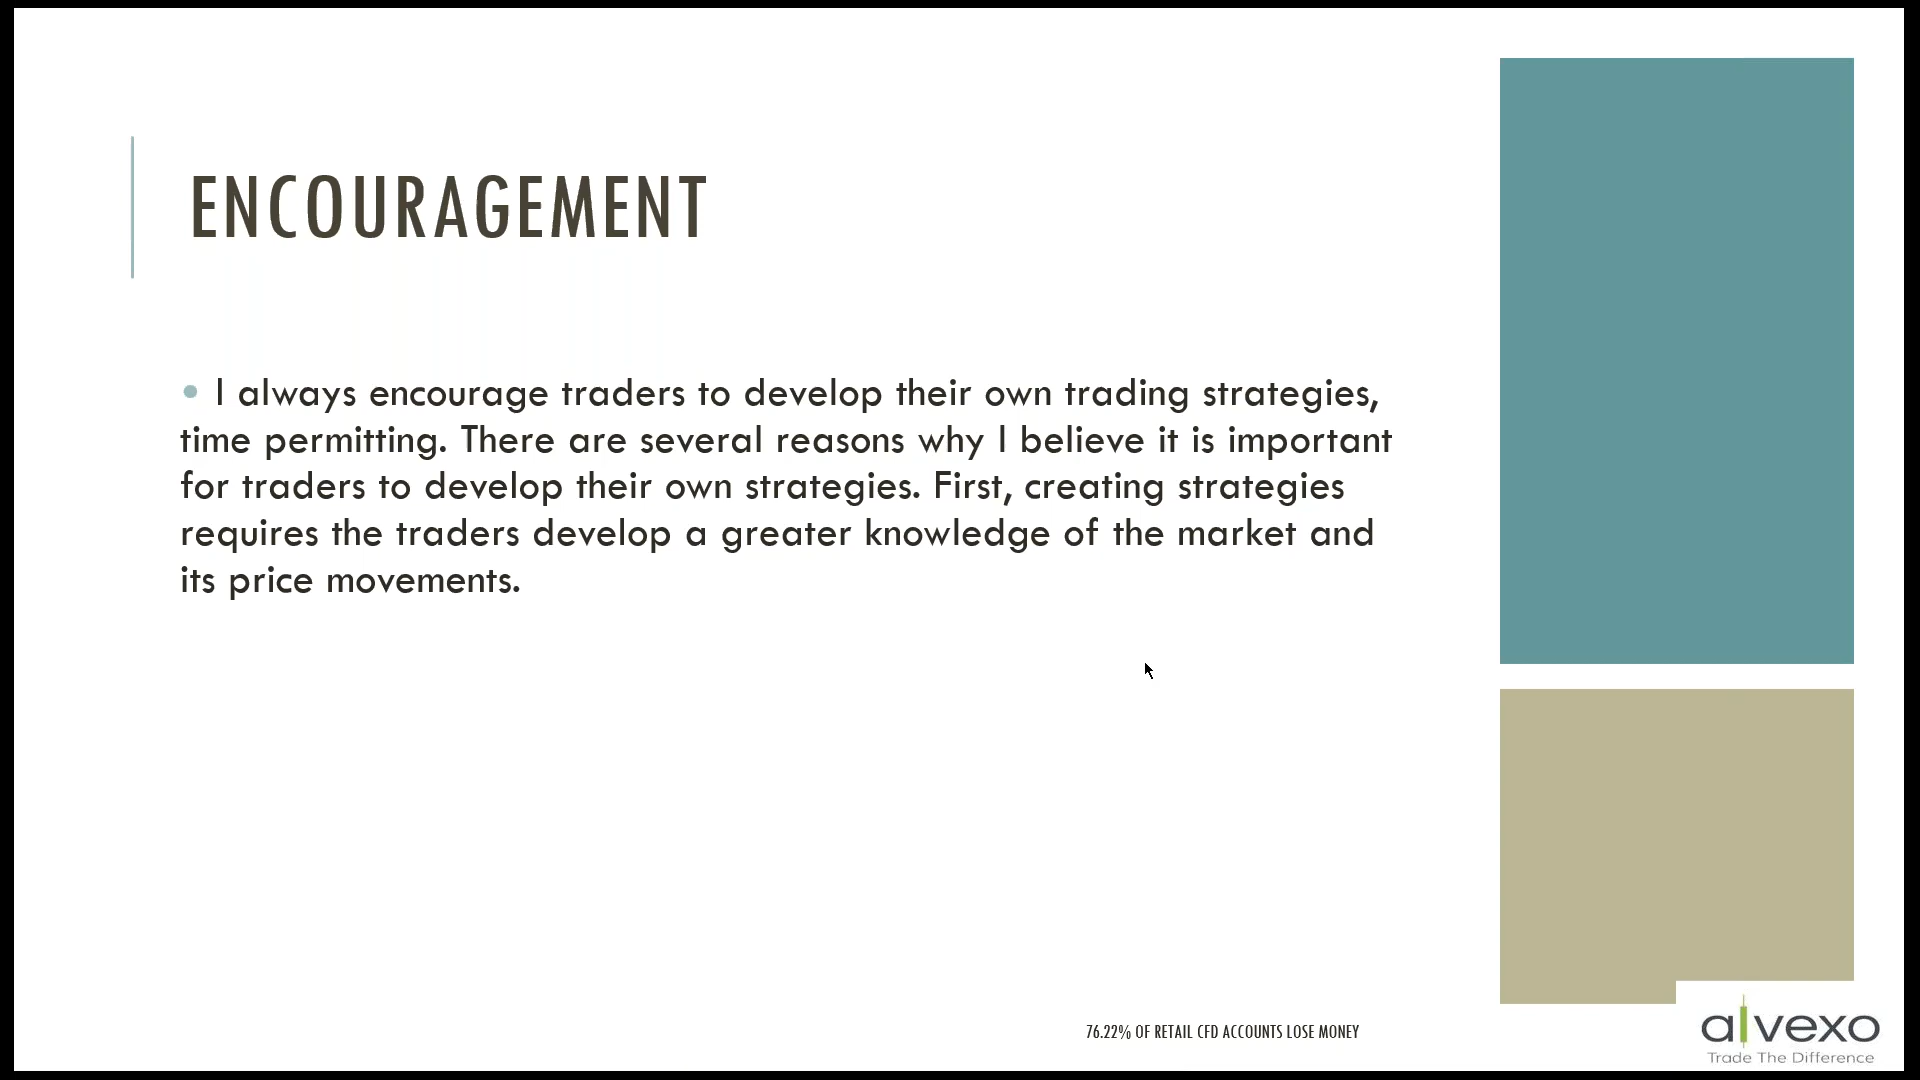 ENCOURAGEMENT
• I always encourage traders to develop their own trading strategies,
time permitting. There are several reasons why I believe it is important
for traders to develop their own strategies. First, creating strategies
requires the traders develop a greater knowledge of the market and
its price movements.
76.22% OF RETAIL CFD ACCOUNTS LOSE MONEY
alvexo
Trade The Difference